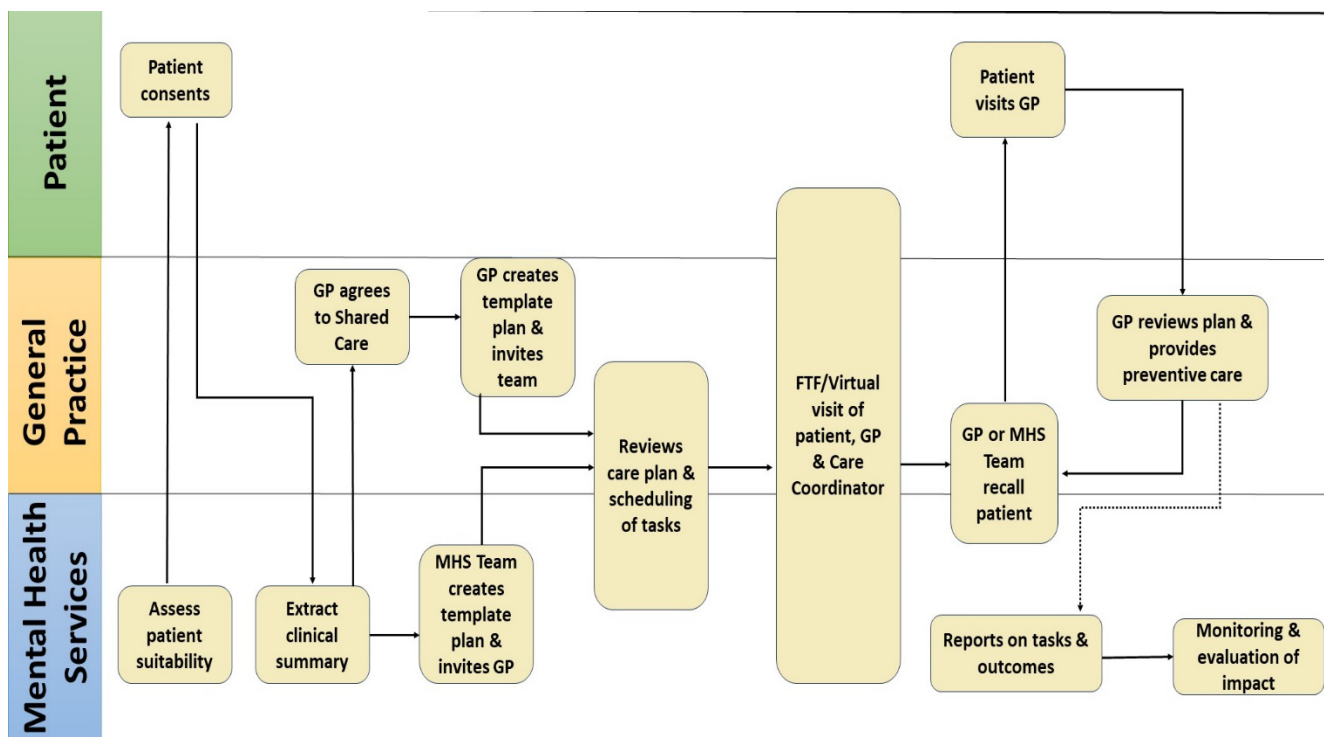 Patient
General
Practice
Mental Health
Services
Patient
consents
Patient
visits GP
GP agrees
to Shared
Care
GP creates
template
plan &
invites
team
GP reviews plan &
provides
preventive care
Reviews
care plan &
scheduling
of tasks
FTF/Virtual
visit of
patient, GP
& Care
Coordinator
GP or MHS
Team
recall
patient
Assess
patient
suitability
Extract
clinical
summary
MHS Team
creates
template
plan &
invites GP
Reports on tasks &
outcomes
Monitoring &
evaluation of
impact